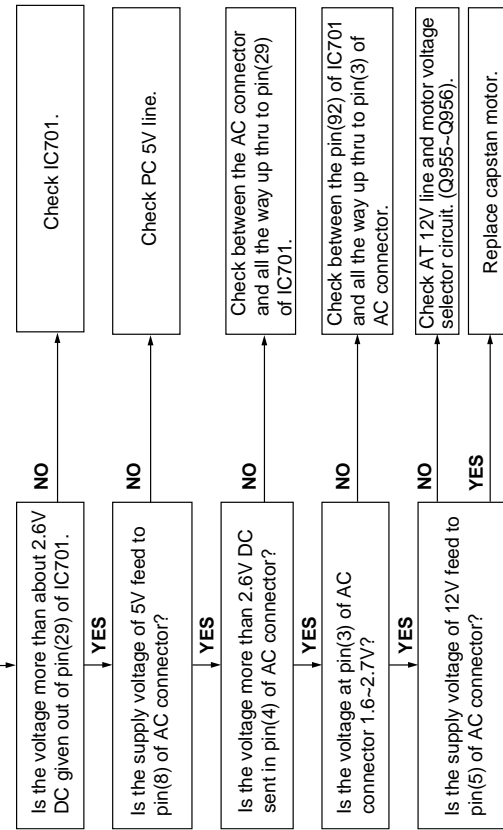 Is the voltage more than about 2.6V
DC given out of pin(29) of IC701.
NO
Check IC701.
YES
Is the supply voltage of 5V feed to
pin(8) of AC connector?
NO
Check PC 5V line.
YES
Is the voltage more than 2.6V DC
sent in pin(4) of AC connector?
NO
Check between the AC connector
and all the way up thru to pin(29)
of IC701.
YES
Is the voltage at pin(3) of AC
connector 1.6~2.7V?
NO
Check between the pin(92) of IC701
and all the way up thru to pin(3) of
AC connector.
YES
Is the supply voltage of 12V feed to
pin(5) of AC connector?
NO
Check AT 12V line and motor voltage
selector circuit. (Q955~Q956).
YES
Replace capstan motor.